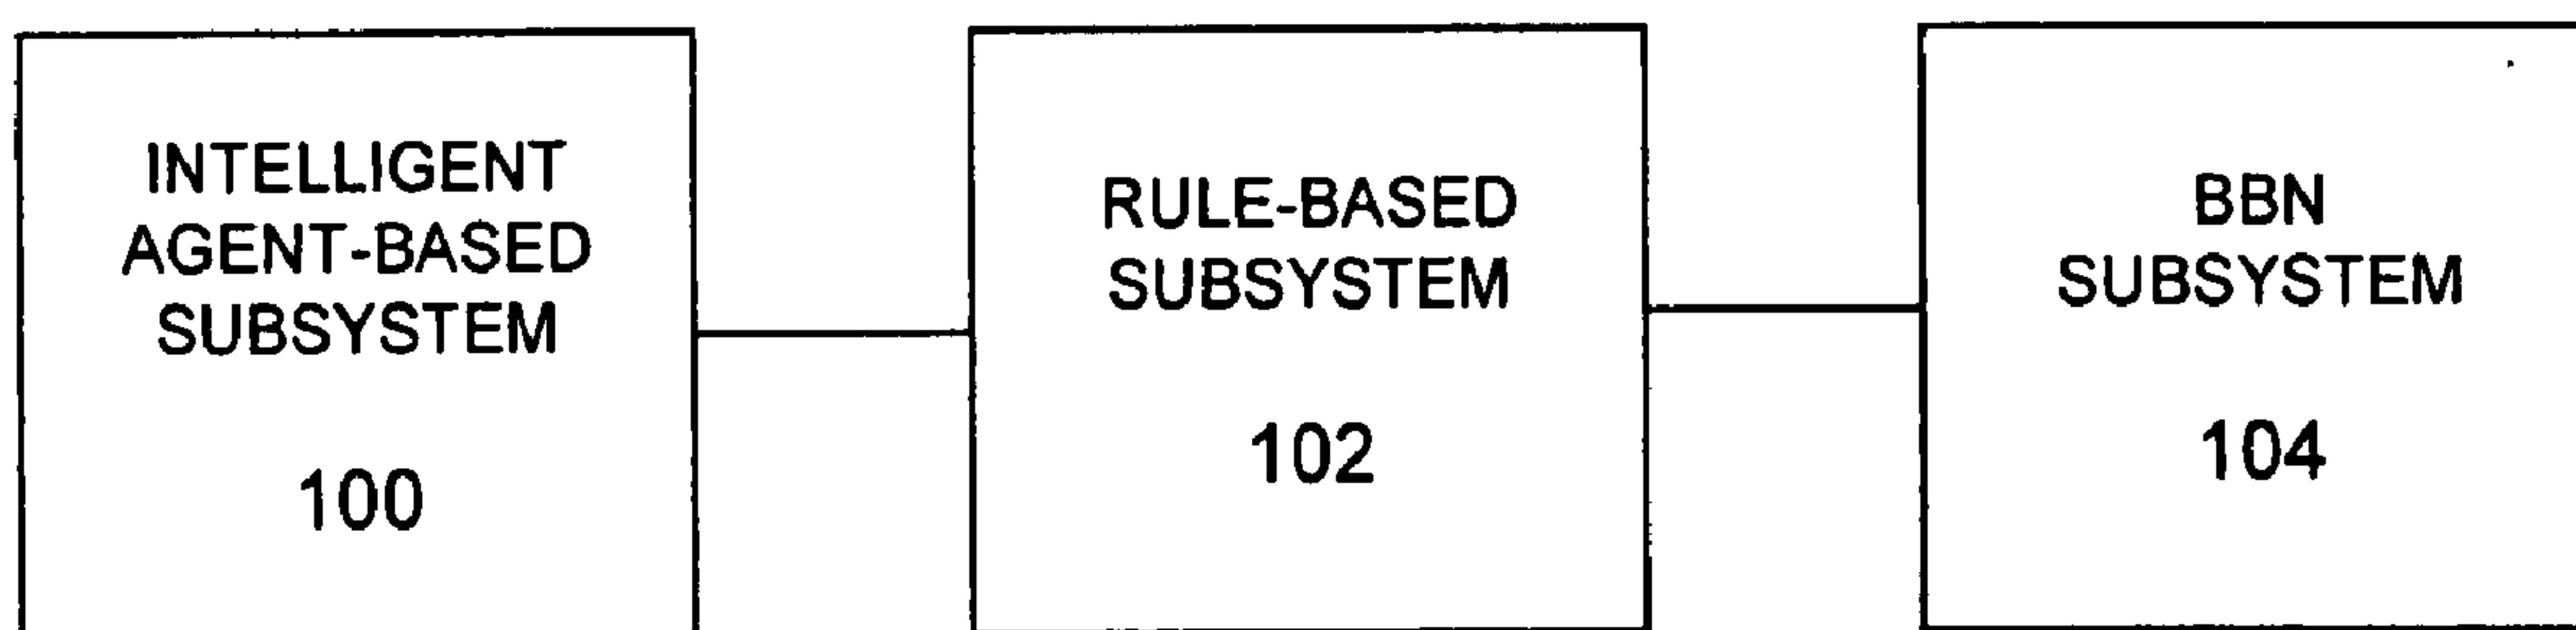 INTELLIGENT
AGENT-BASED
SUBSYSTEM
100
RULE-BASED
SUBSYSTEM
102
BBN
SUBSYSTEM
104